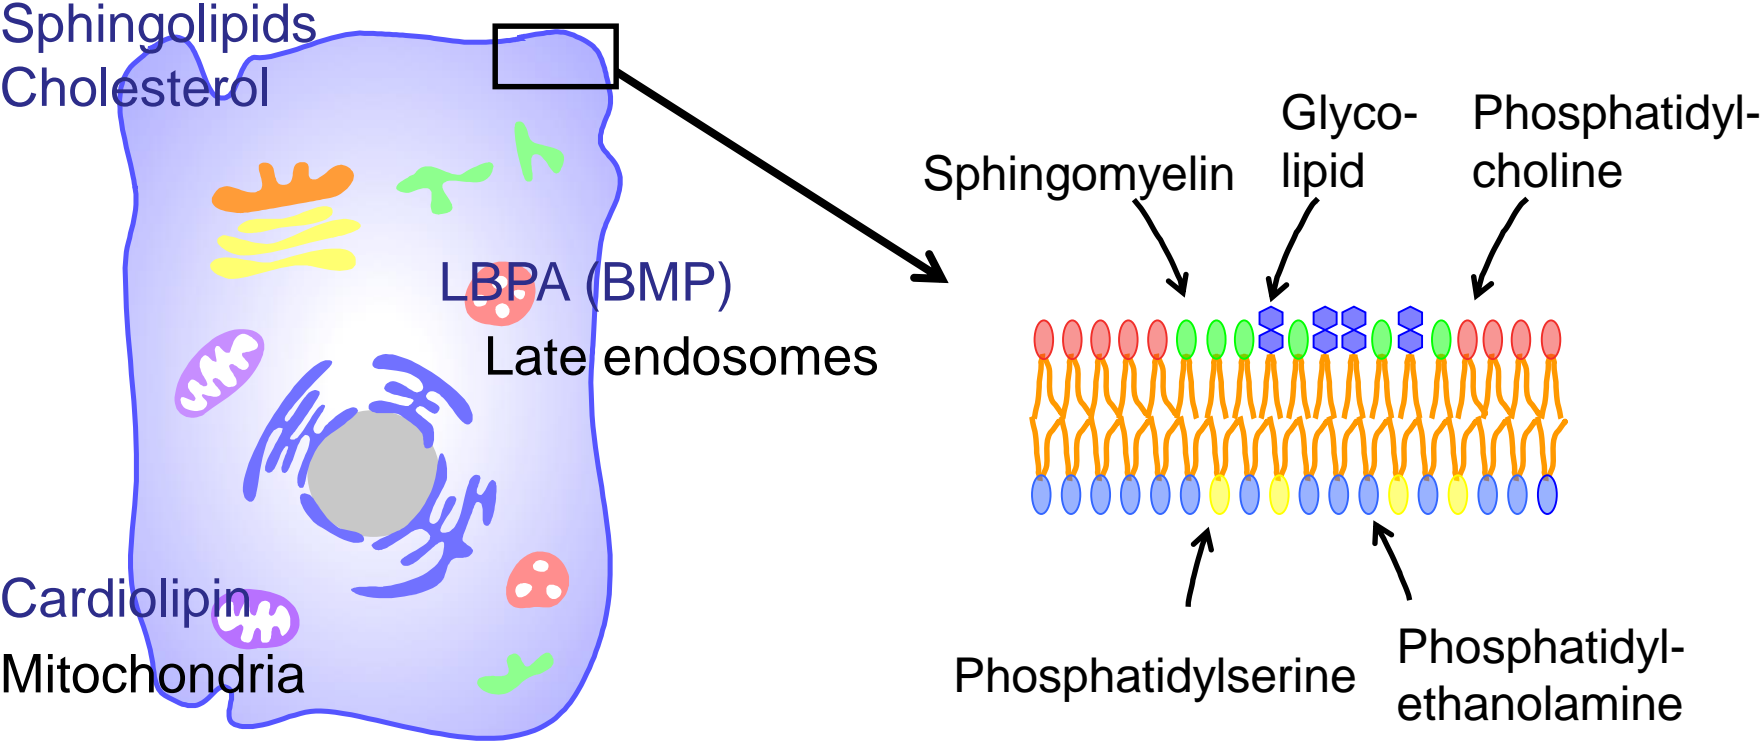 Sphingolipids
Cholesterol
LBPA (BMP)
Late endosomes
Cardiolipin
Mitochondria
Sphingomyelin
Glyco-
lipid
Phosphatidyl-
choline
Phosphatidylserine
Phosphatidyl-
ethanolamine